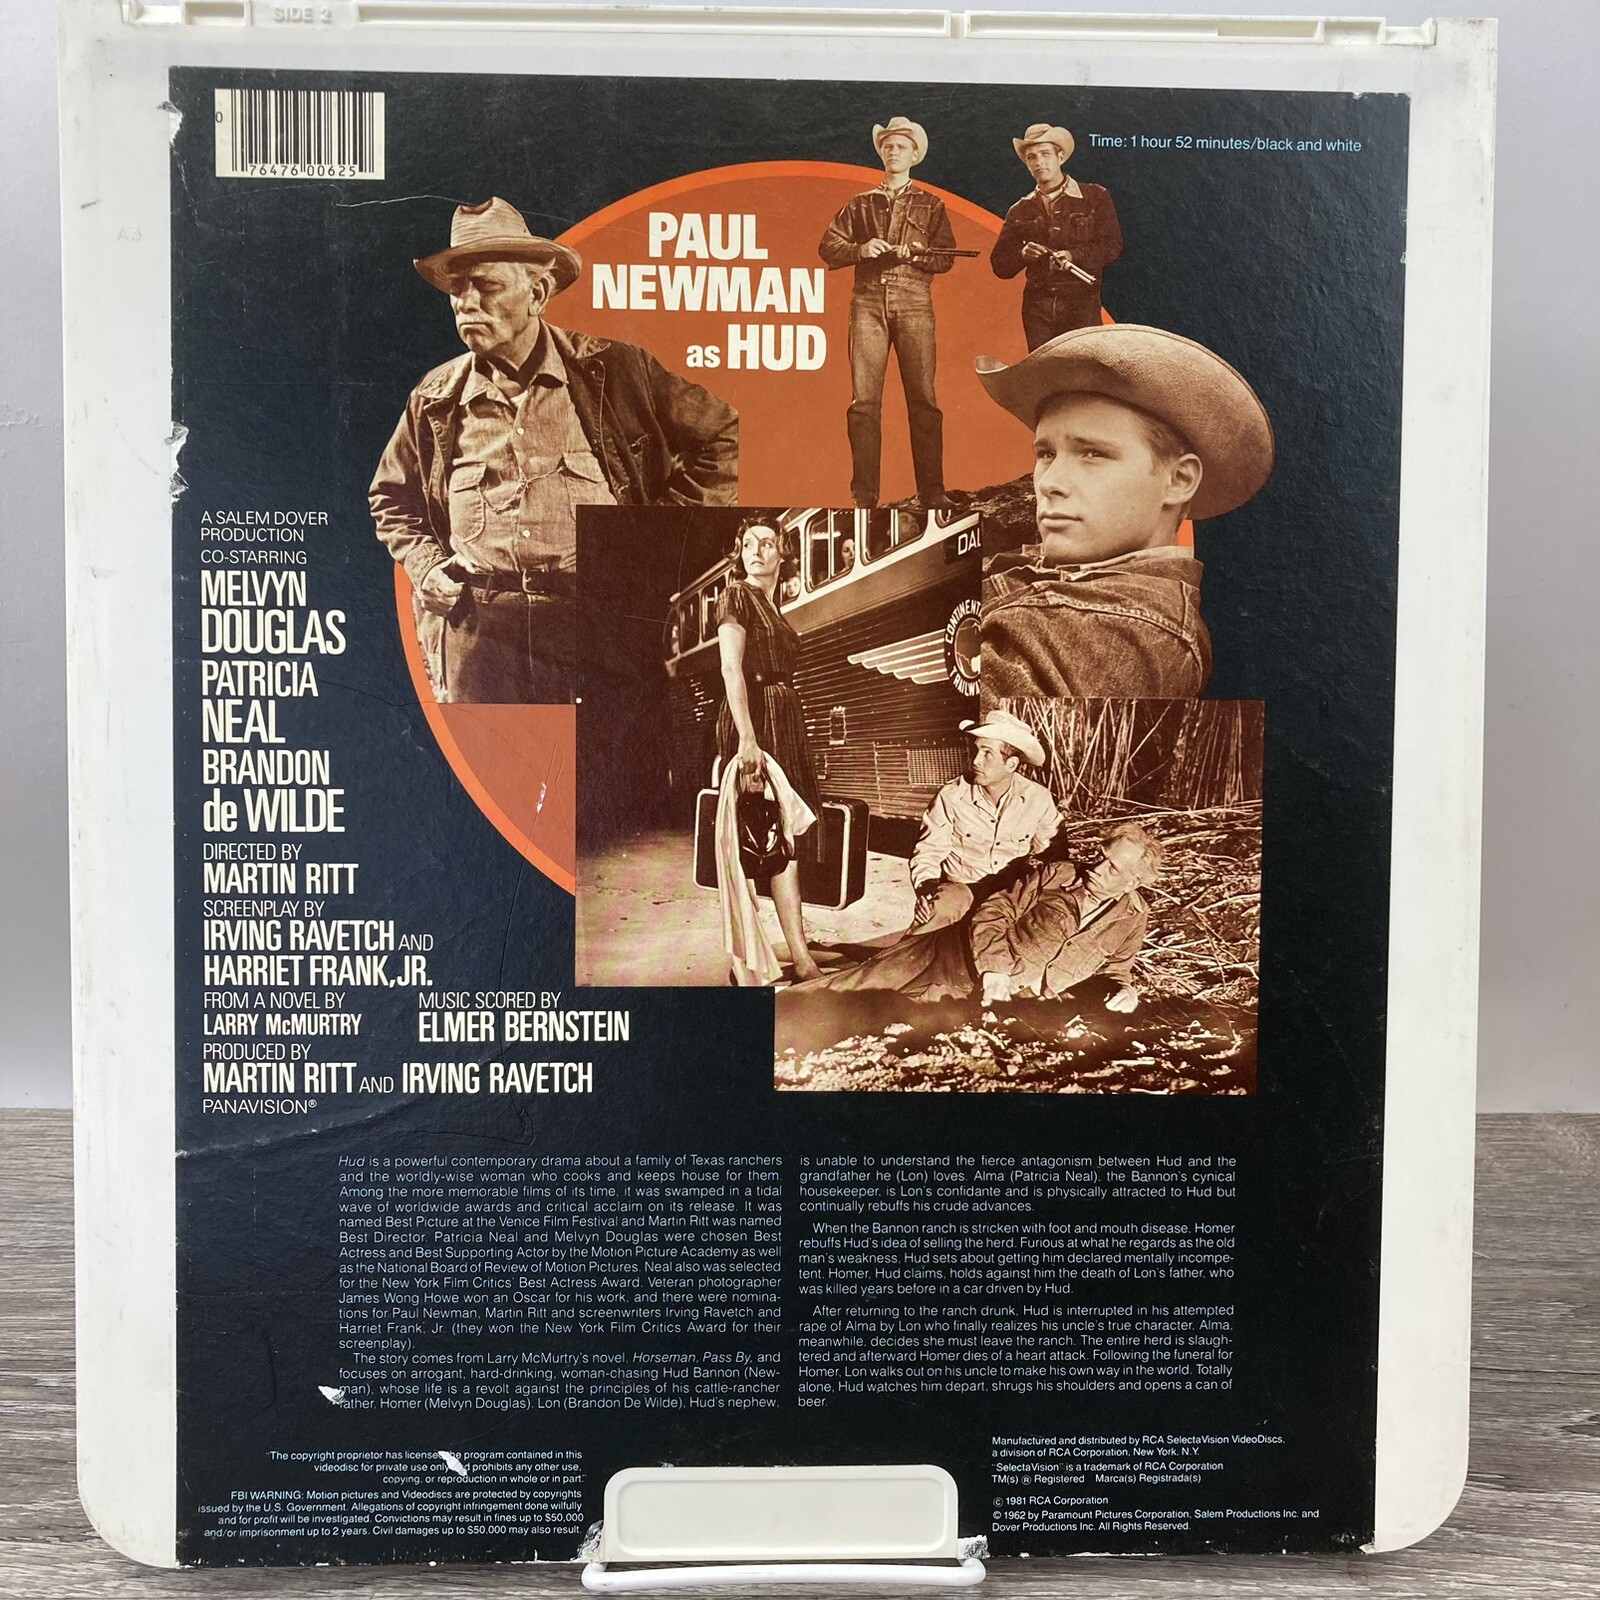 SIDE 2
0
76476 00625
Time: 1 hour 52 minutes/black and white
PAUL
NEWMAN
as HUD
DAL
CONTINENT
RAILWA
A SALEM DOVER
PRODUCTION
CO-STARRING
MELVYN
DOUGLAS
PATRICIA
NEAL
BRANDON
de WILDE
DIRECTED BY
MARTIN RITT
SCREENPLAY BY
IRVING RAVETCH AND
HARRIET FRANK, JR.
FROM A NOVEL BY
LARRY McMURTRY
MUSIC SCORED BY
ELMER BERNSTEIN
PRODUCED BY
MARTIN RITT AND IRVING RAVETCH
PANAVISION®
Hud is a powerful contemporary drama about a family of Texas ranchers
and the worldly-wise woman who cooks and keeps house for them.
Among the more memorable films of its time, it was swamped in a tidal
wave of worldwide awards and critical acclaim on its release. It was
named Best Picture at the Venice Film Festival and Martin Ritt was named
Best Director. Patricia Neal and Melvyn Douglas were chosen Best
Actress and Best Supporting Actor by the Motion Picture Academy as well
as the National Board of Review of Motion Pictures. Neal also was selected
for the New York Film Critics' Best Actress Award. Veteran photographer
James Wong Howe won an Oscar for his work, and there were nomina-
tions for Paul Newman, Martin Ritt and screenwriters Irving Ravetch and
Harriet Frank, Jr. (they won the New York Film Critics Award for their
screenplay).
The story comes from Larry McMurtry's novel, Horseman, Pass By, and
focuses on arrogant, hard-drinking, woman-chasing Hud Bannon (New-
man), whose life is a revolt against the principles of his cattle-rancher
father, Homer (Melvyn Douglas). Lon (Brandon De Wilde), Hud's nephew,
is unable to understand the fierce antagonism between Hud and the
grandfather he (Lon) loves. Alma (Patricia Neal), the Bannon's cynical
housekeeper, is Lon's confidante and is physically attracted to Hud but
continually rebuffs his crude advances.
When the Bannon ranch is stricken with foot and mouth disease, Homer
rebuffs Hud's idea of selling the herd. Furious at what he regards as the old
man's weakness, Hud sets about getting him declared mentally incompe-
tent. Homer, Hud claims, holds against him the death of Lon's father, who
was killed years before in a car driven by Hud.
After returning to the ranch drunk, Hud is interrupted in his attempted
rape of Alma by Lon who finally realizes his uncle's true character. Alma,
meanwhile, decides she must leave the ranch. The entire herd is slaugh-
tered and afterward Homer dies of a heart attack. Following the funeral for
Homer, Lon walks out on his uncle to make his own way in the world. Totally
alone, Hud watches him depart, shrugs his shoulders and opens a can of
beer.
"The copyright proprietor has licensed the program contained in this
videodisc for private use only and prohibits any other use,
copying, or reproduction in whole or in part."
FBI WARNING: Motion pictures and Videodiscs are protected by copyrights
issued by the U.S. Government. Allegations of copyright infringement done wilfully
and for profit will be investigated. Convictions may result in fines up to $50,000
and/or imprisonment up to 2 years. Civil damages up to $50,000 may also result.
Manufactured and distributed by RCA SelectaVision VideoDiscs,
a division of RCA Corporation, New York, N.Y.
"SelectaVision" is a trademark of RCA Corporation
TM(s) ® Registered Marca(s) Registrada(s)
© 1981 RCA Corporation
© 1962 by Paramount Pictures Corporation, Salem Productions Inc. and
Dover Productions Inc. All Rights Reserved.